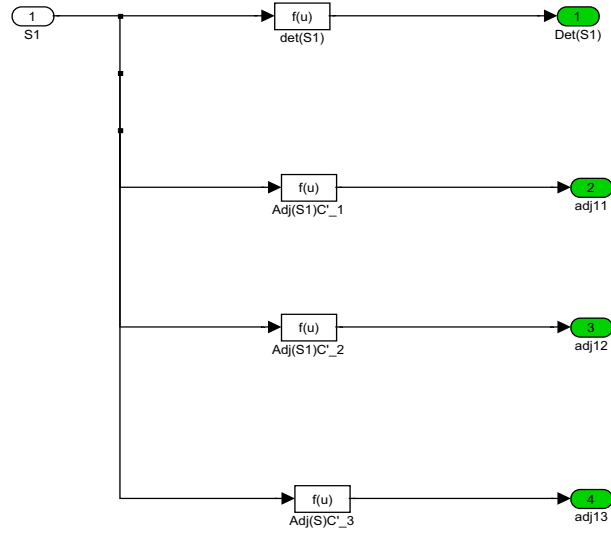 1
S1
f(u)
det(S1)
1
Det(S1)
f(u)
Adj(S1)C'_1
2
adj11
f(u)
Adj(S1)C'_2
3
adj12
f(u)
Adj(S)C'_3
4
adj13